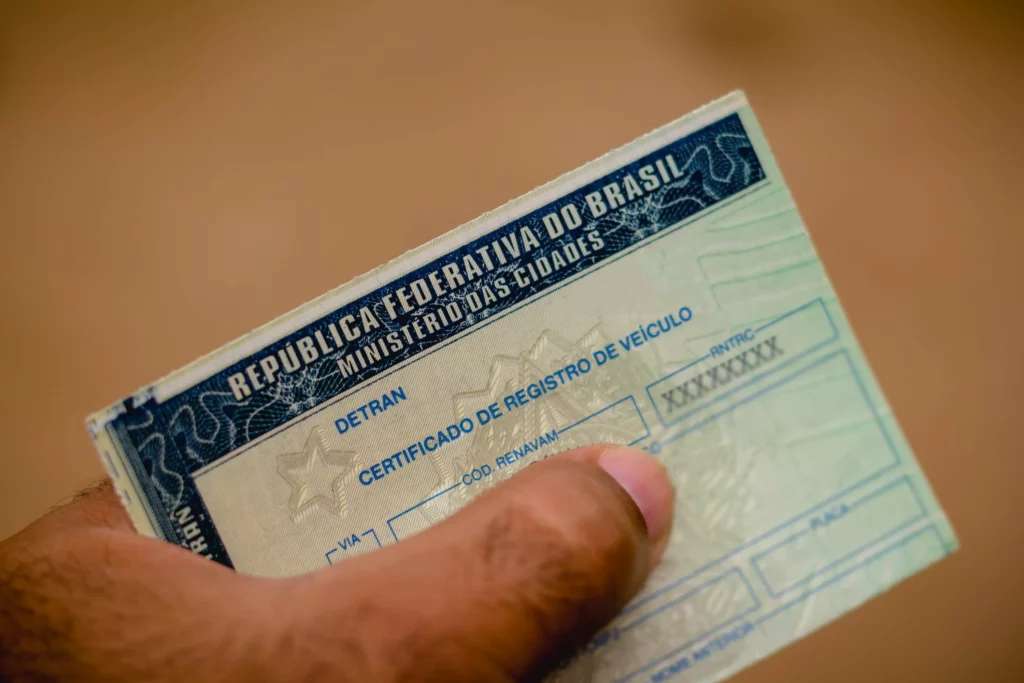 REPUBLICA FEDERATIVA DO BRASIL
MINISTÉRIO DAS CIDADES
DETRAN
CERTIFICADO DE REGISTRO DE VEÍCULO
VIA
CÓD. RENAVAM
RNTRC
XXXXXXXX
PLACA
NOME ANTERIOR